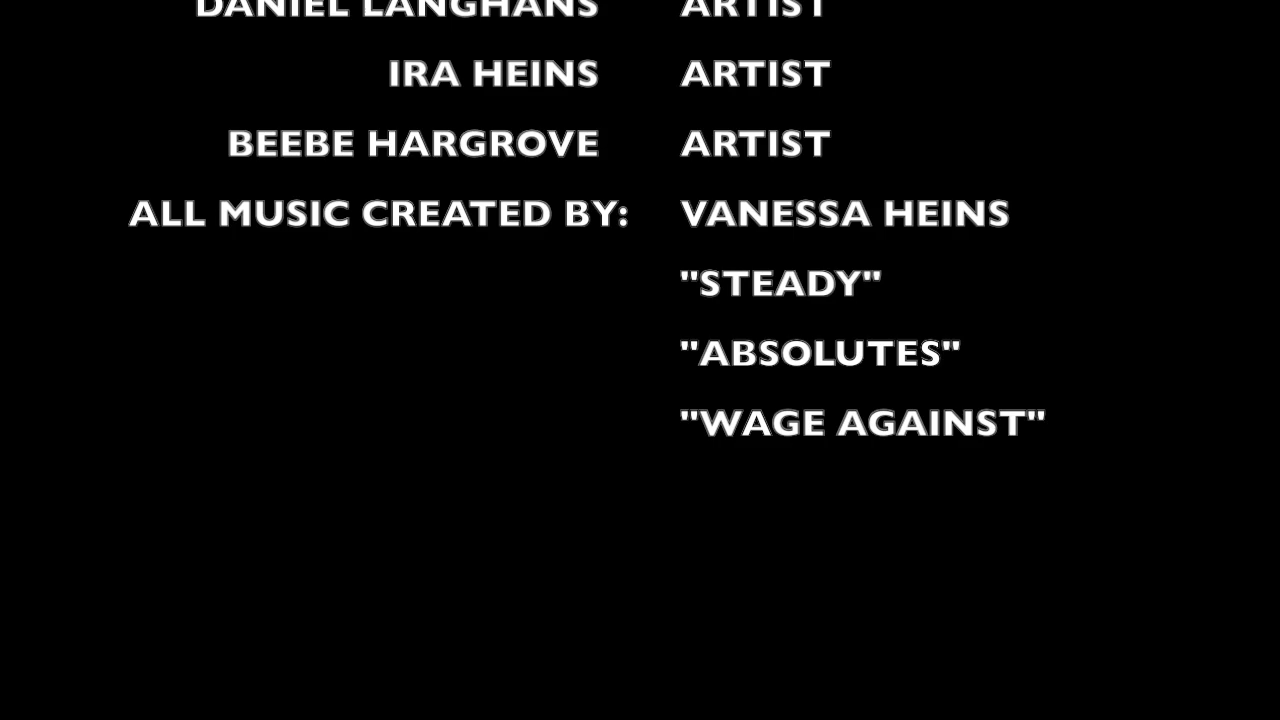 DANIEL LANGHANS ARTIST
IRA HEINS ARTIST
BEEBE HARGROVE ARTIST
ALL MUSIC CREATED BY: VANESSA HEINS
"STEADY"
"ABSOLUTES"
"WAGE AGAINST"